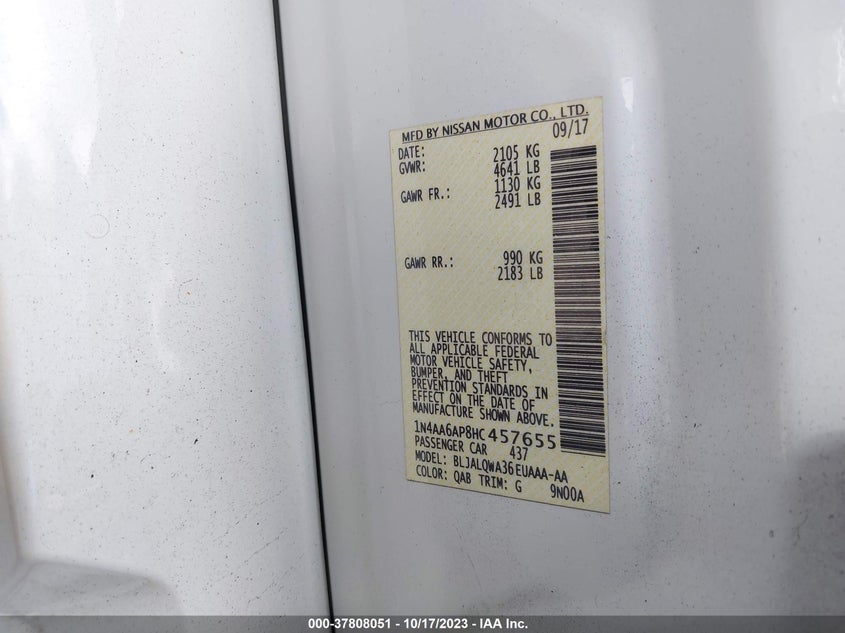 MFD BY NISSAN MOTOR CO., LTD.
DATE: 09/17
GVWR: 2105 KG
4641 LB
GAWR FR.: 1130 KG
2491 LB
GAWR RR.: 990 KG
2183 LB
THIS VEHICLE CONFORMS TO
ALL APPLICABLE FEDERAL
MOTOR VEHICLE SAFETY,
BUMPER, AND THEFT
PREVENTION STANDARDS IN
EFFECT ON THE DATE OF
MANUFACTURE SHOWN ABOVE.
1N4AA6AP8HC457655
PASSENGER CAR 437
MODEL: BLJALQWA36EUAAA-AA
COLOR: QAB TRIM: G 9N00A
000-37808051 - 10/17/2023 - IAA Inc.